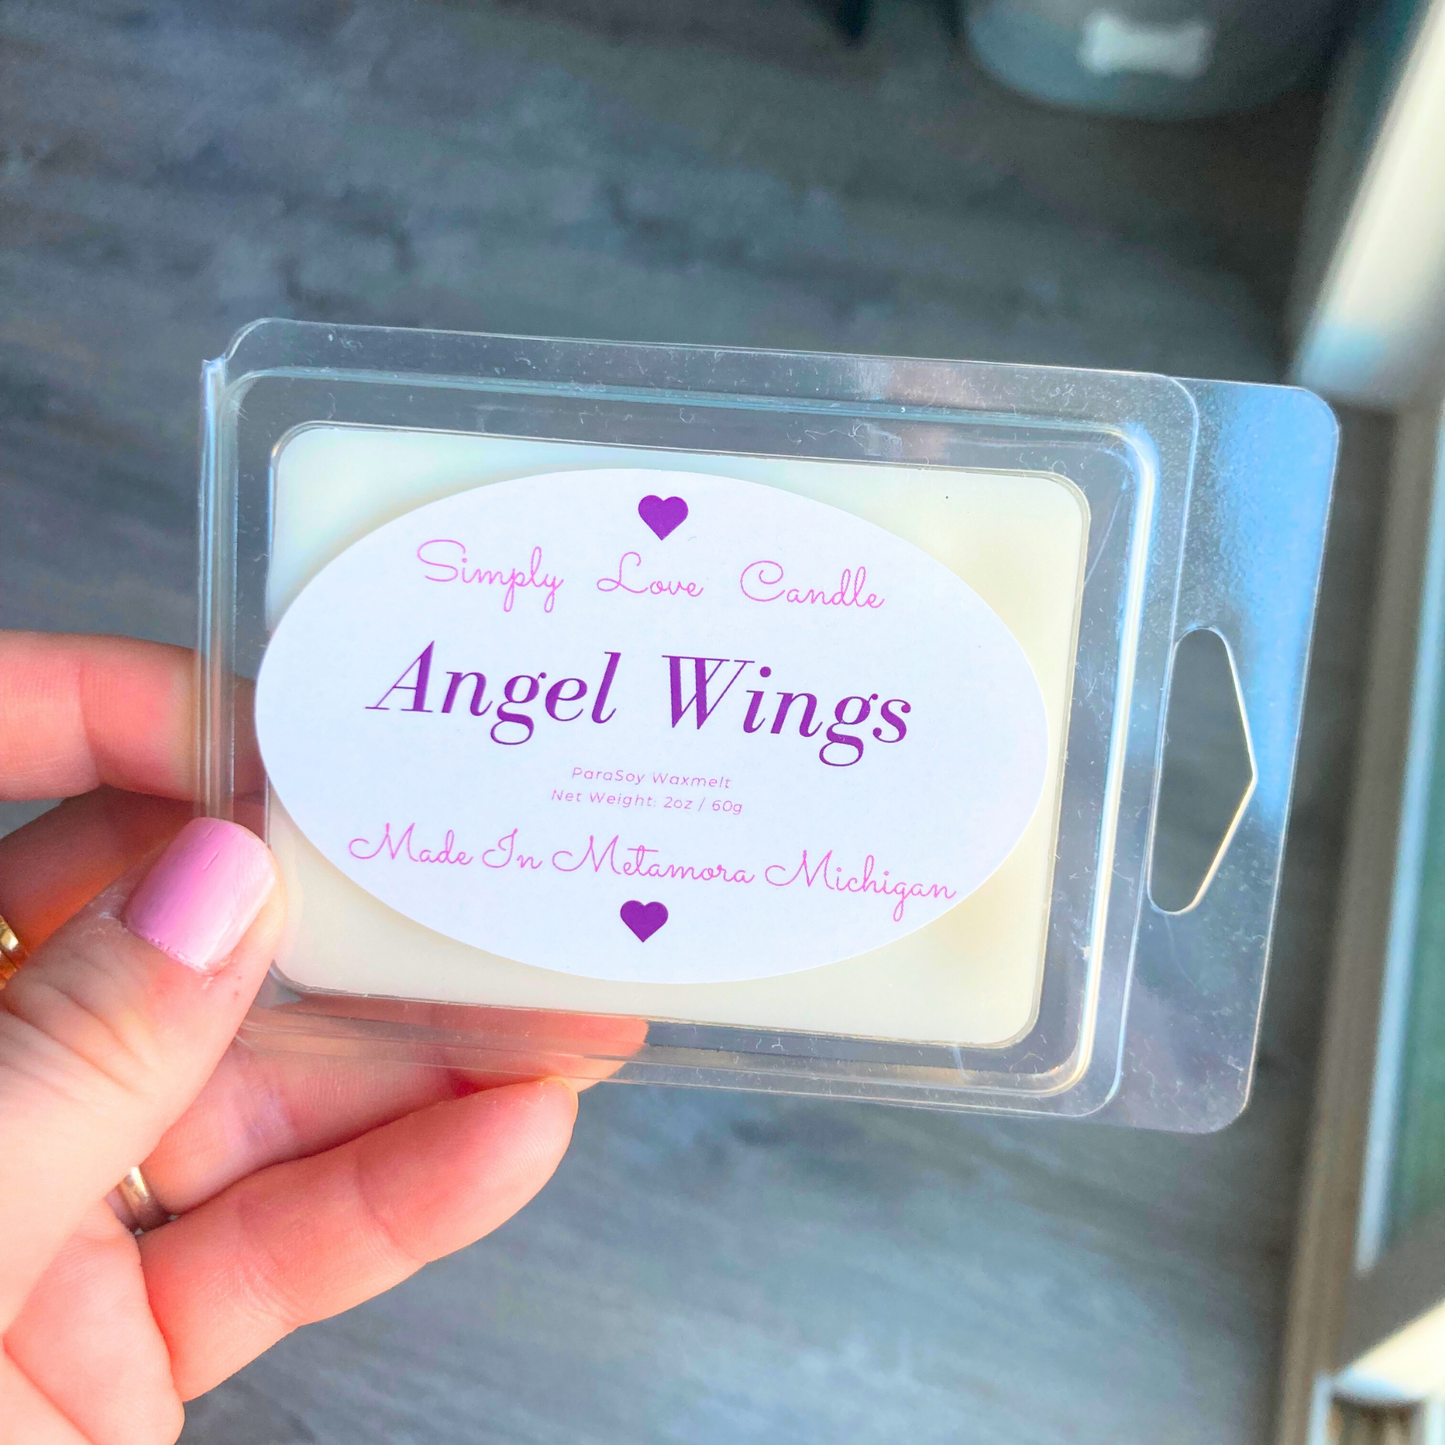 Simply Love Candle
Angel Wings
ParaSoy Waxmelt
Net Weight: 2oz / 60g
Made In Metamora Michigan